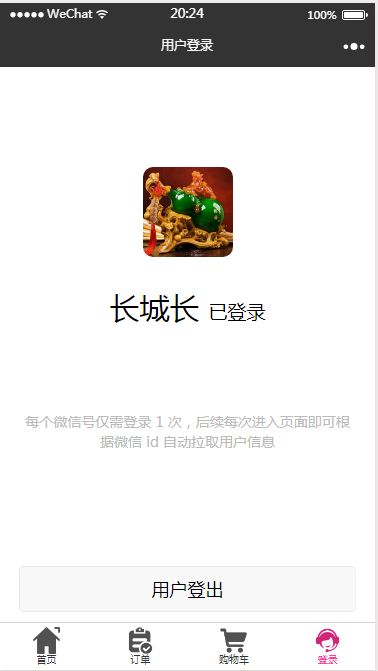 ●●●●● WeChat 20:24 100%
用户登录
长城长 已登录
每个微信号仅需登录 1 次，后续每次进入页面即可根
据微信 id 自动拉取用户信息
用户登出
首页 订单 购物车 登录